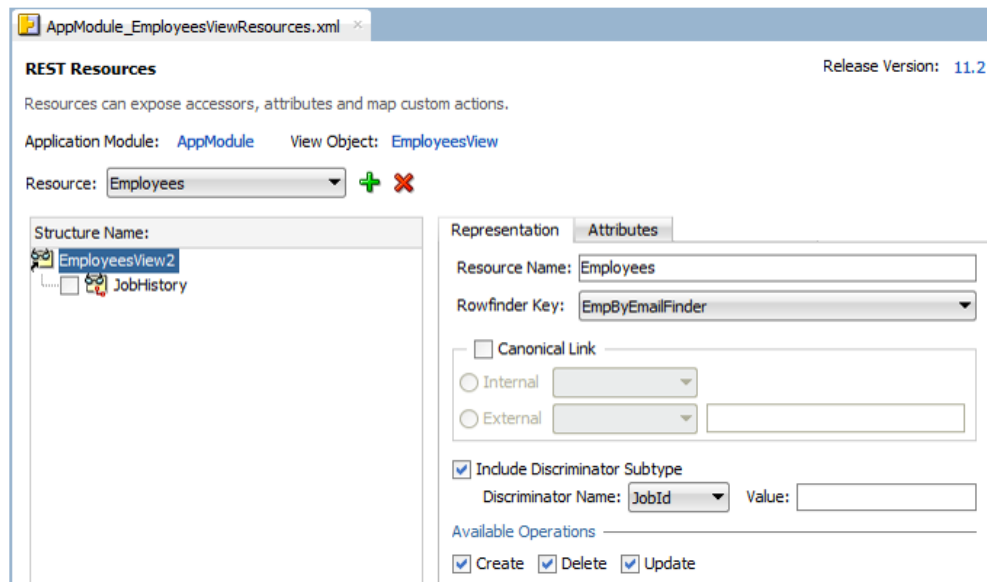 AppModule_EmployeesViewResources.xml
REST Resources Release Version: 11.2
Resources can expose accessors, attributes and map custom actions.
Application Module: AppModule View Object: EmployeesView
Resource: Employees
Structure Name:
EmployeesView2
JobHistory
Representation Attributes
Resource Name: Employees
Rowfinder Key: EmpByEmailFinder
Canonical Link
Internal
External
Include Discriminator Subtype
Discriminator Name: JobId Value:
Available Operations
Create Delete Update